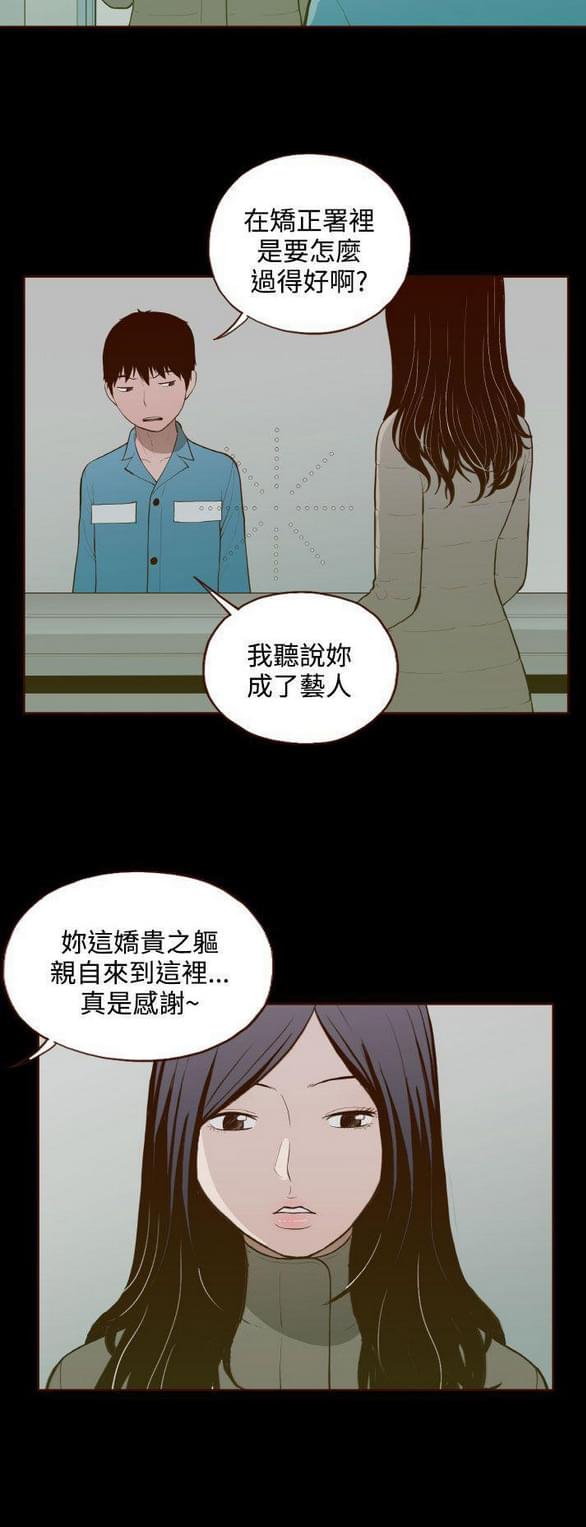 在矯正署裡
是要怎麼
過得好啊?
我聽說妳
成了藝人
妳這嬌貴之軀
親自來到這裡...
真是感謝~